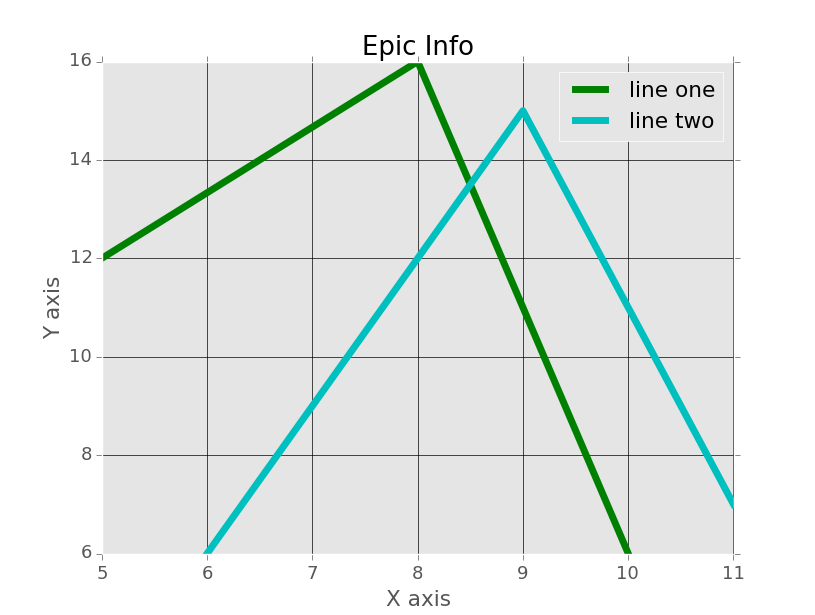 Epic Info
line one
line two
16
14
12
10
8
6
Y axis
5 6 7 8 9 10 11
X axis